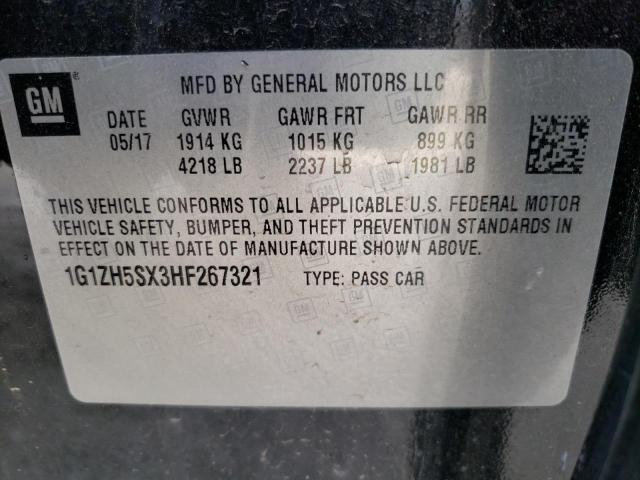 GM
MFD BY GENERAL MOTORS LLC
DATE GVWR GAWR FRT GAWR RR
05/17 1914 KG 1015 KG 899 KG
4218 LB 2237 LB 1981 LB
THIS VEHICLE CONFORMS TO ALL APPLICABLE U.S. FEDERAL MOTOR
VEHICLE SAFETY, BUMPER, AND THEFT PREVENTION STANDARDS IN
EFFECT ON THE DATE OF MANUFACTURE SHOWN ABOVE.
1G1ZH5SX3HF267321 TYPE: PASS CAR